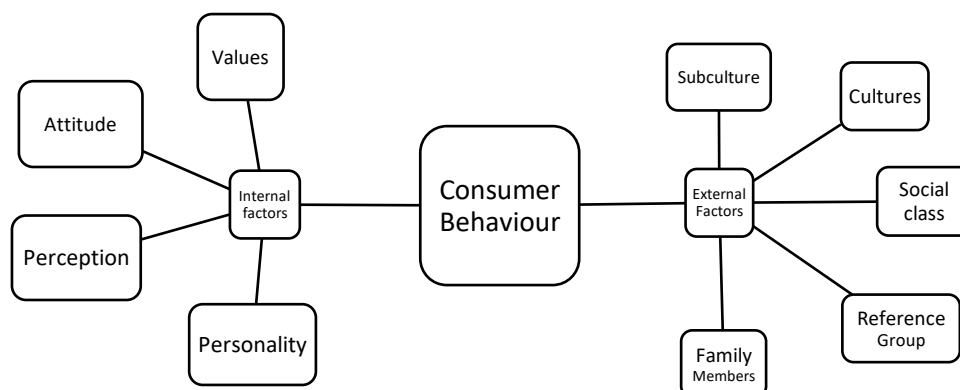 Values
Attitude
Perception
Personality
Internal
factors
Consumer
Behaviour
External
Factors
Subculture
Cultures
Social
class
Reference
Group
Family
Members